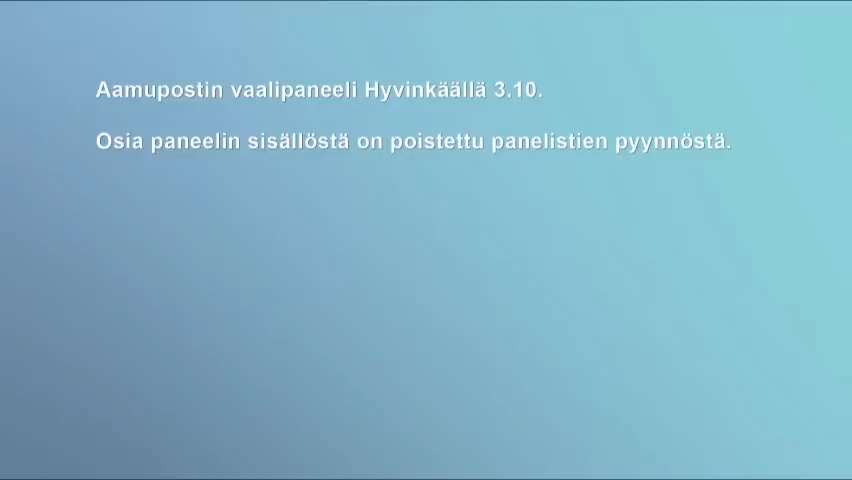 Aamupostin vaalipaneeli Hyvinkäällä 3.10.
Osia paneelin sisällöstä on poistettu panelistien pyynnöstä.